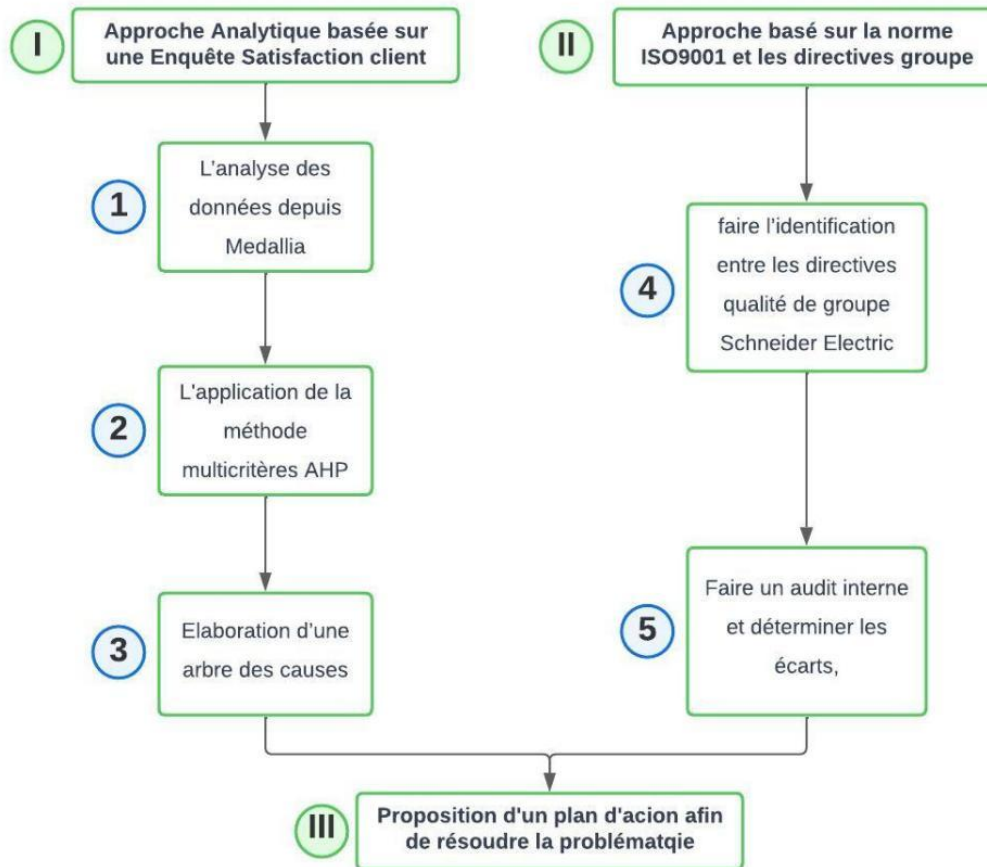 I
Approche Analytique basée sur
une Enquête Satisfaction client
1
L'analyse des
données depuis
Medallia
2
L'application de la
méthode
multicritères AHP
3
Elaboration d'une
arbre des causes
II
Approche basé sur la norme
ISO9001 et les directives groupe
4
faire l'identification
entre les directives
qualité de groupe
Schneider Electric
5
Faire un audit interne
et déterminer les
écarts,
III
Proposition d'un plan d'acion afin
de résoudre la problématqie